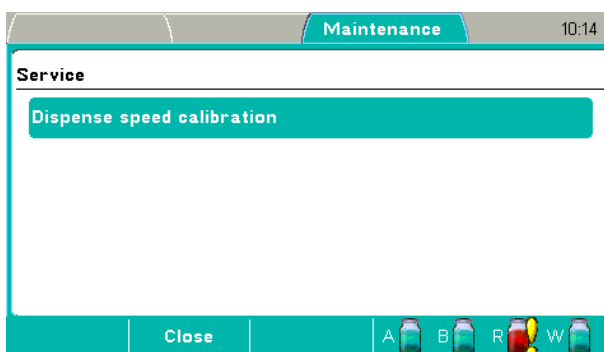 Maintenance 10:14
Service
Dispense speed calibration
Close A B R W